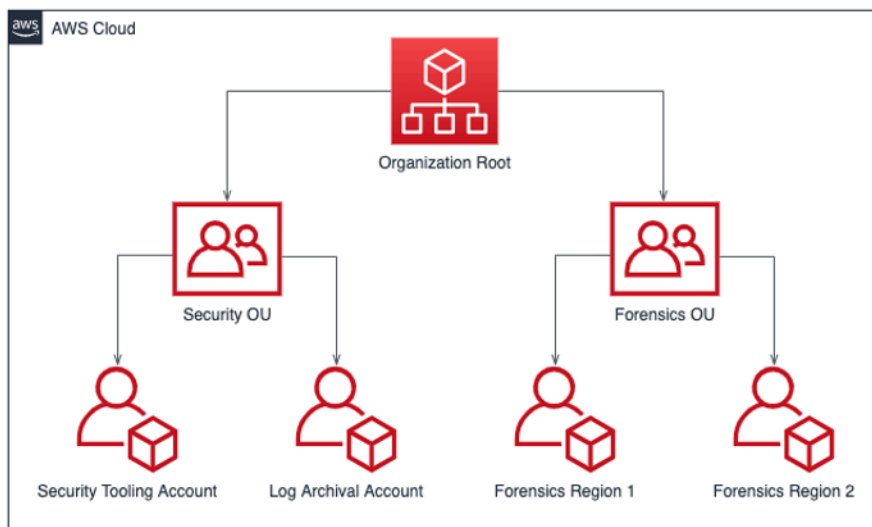 aws
AWS Cloud
Organization Root
Security OU
Forensics OU
Security Tooling Account
Log Archival Account
Forensics Region 1
Forensics Region 2